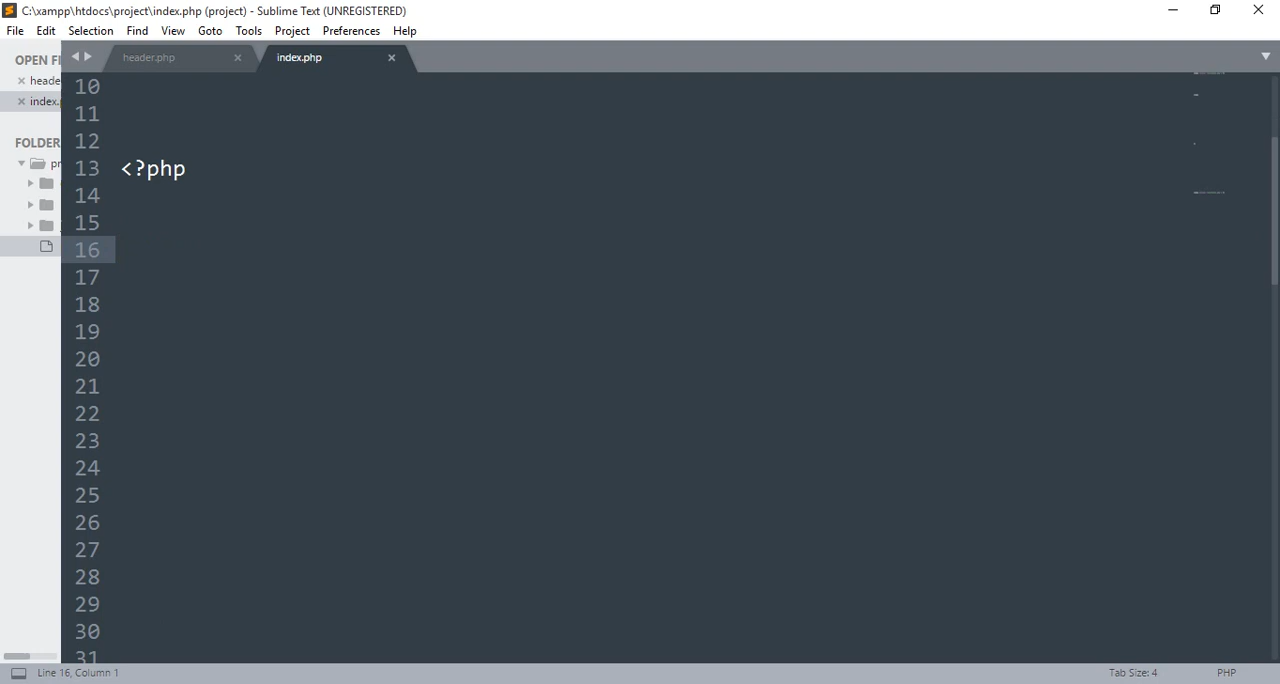 C:\xampp\htdocs\project\index.php (project) - Sublime Text (UNREGISTERED)
File Edit Selection Find View Goto Tools Project Preferences Help
OPEN FI
heade
index.
FOLDER
pr
header.php
index.php
10
11
12
13 <?php
14
15
16
17
18
19
20
21
22
23
24
25
26
27
28
29
30
31
Line 16, Column 1
Tab Size: 4
PHP